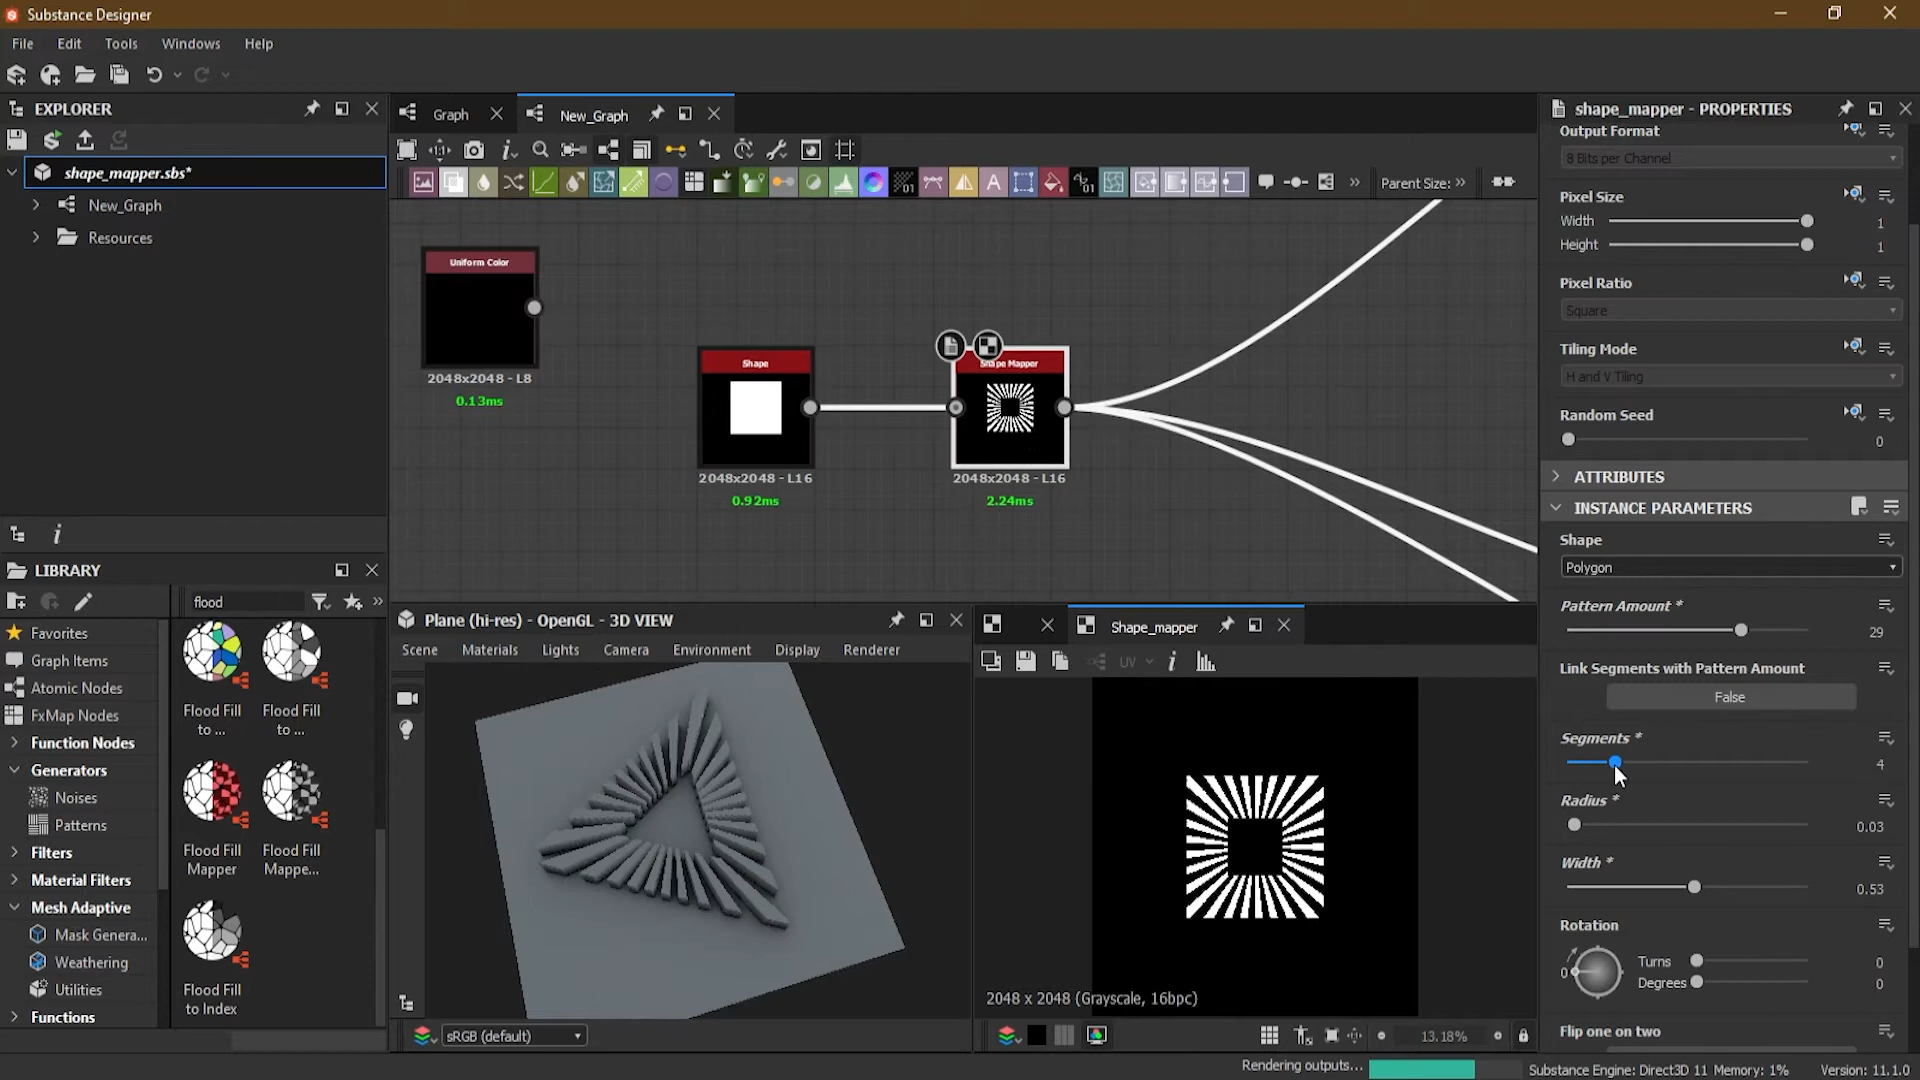 Substance Designer
File Edit Tools Windows Help
EXPLORER
shape_mapper.sbs*
New_Graph
Resources
LIBRARY
flood
Favorites
Graph Items
Atomic Nodes
FxMap Nodes
Function Nodes
Generators
Noises
Patterns
Filters
Material Filters
Mesh Adaptive
Mask Genera...
Weathering
Utilities
Functions
Flood Fill to ...
Flood Fill to ...
Flood Fill Mapper
Flood Fill Mappe...
Flood Fill to Index
Graph
New_Graph
Parent Size:
Uniform Color
2048x2048 - L8
0.13ms
Shape
2048x2048 - L16
0.92ms
Shape Mapper
2048x2048 - L16
2.24ms
Plane (hi-res) - OpenGL - 3D VIEW
Scene Materials Lights Camera Environment Display Renderer
sRGB (default)
Shape_mapper
UV
2048 x 2048 (Grayscale, 16bpc)
13.18%
shape_mapper - PROPERTIES
Output Format
8 Bits per Channel
Pixel Size
Width 1
Height 1
Pixel Ratio
Square
Tiling Mode
H and V Tiling
Random Seed
0
ATTRIBUTES
INSTANCE PARAMETERS
Shape
Polygon
Pattern Amount *
29
Link Segments with Pattern Amount
False
Segments *
4
Radius *
0.03
Width *
0.53
Rotation
0 Turns 0
Degrees 0
Flip one on two
Rendering outputs...
Substance Engine: Direct3D 11 Memory: 1% Version: 11.1.0